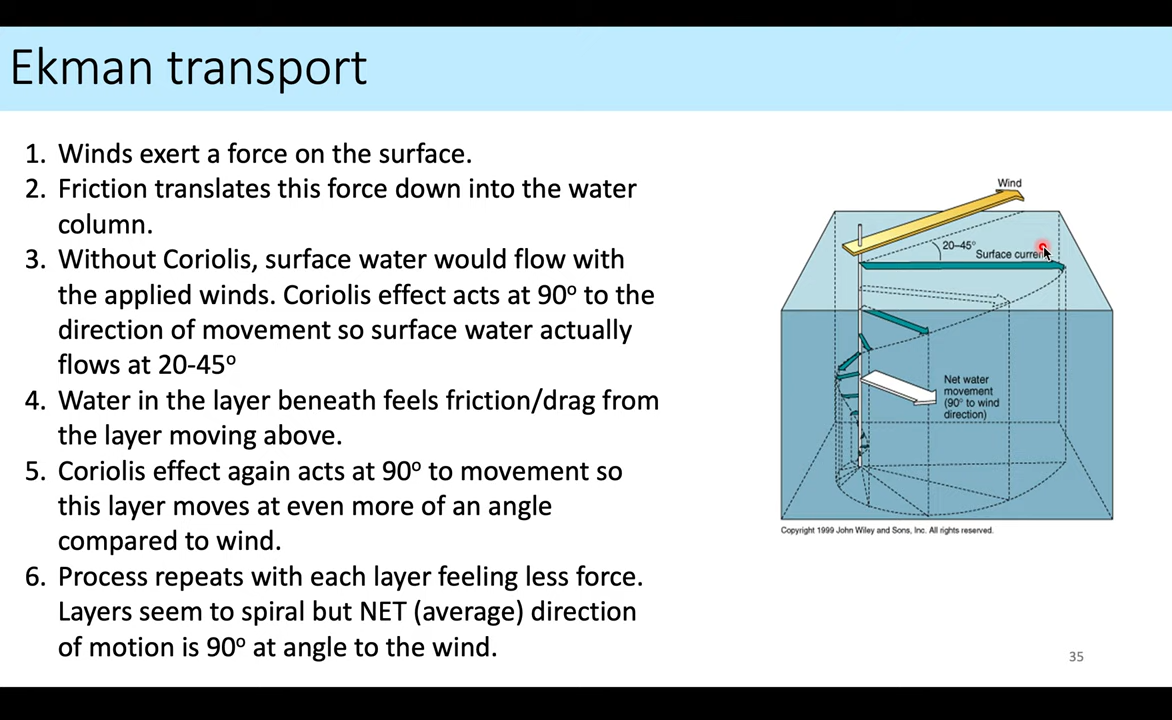 Ekman transport
1. Winds exert a force on the surface.
2. Friction translates this force down into the water
column.
3. Without Coriolis, surface water would flow with
the applied winds. Coriolis effect acts at 90º to the
direction of movement so surface water actually
flows at 20-45º
4. Water in the layer beneath feels friction/drag from
the layer moving above.
5. Coriolis effect again acts at 90º to movement so
this layer moves at even more of an angle
compared to wind.
6. Process repeats with each layer feeling less force.
Layers seem to spiral but NET (average) direction
of motion is 90º at angle to the wind.
Wind
20–45°
Surface current
Net water
movement
(90° to wind
direction)
Copyright 1999 John Wiley and Sons, Inc. All rights reserved.
35